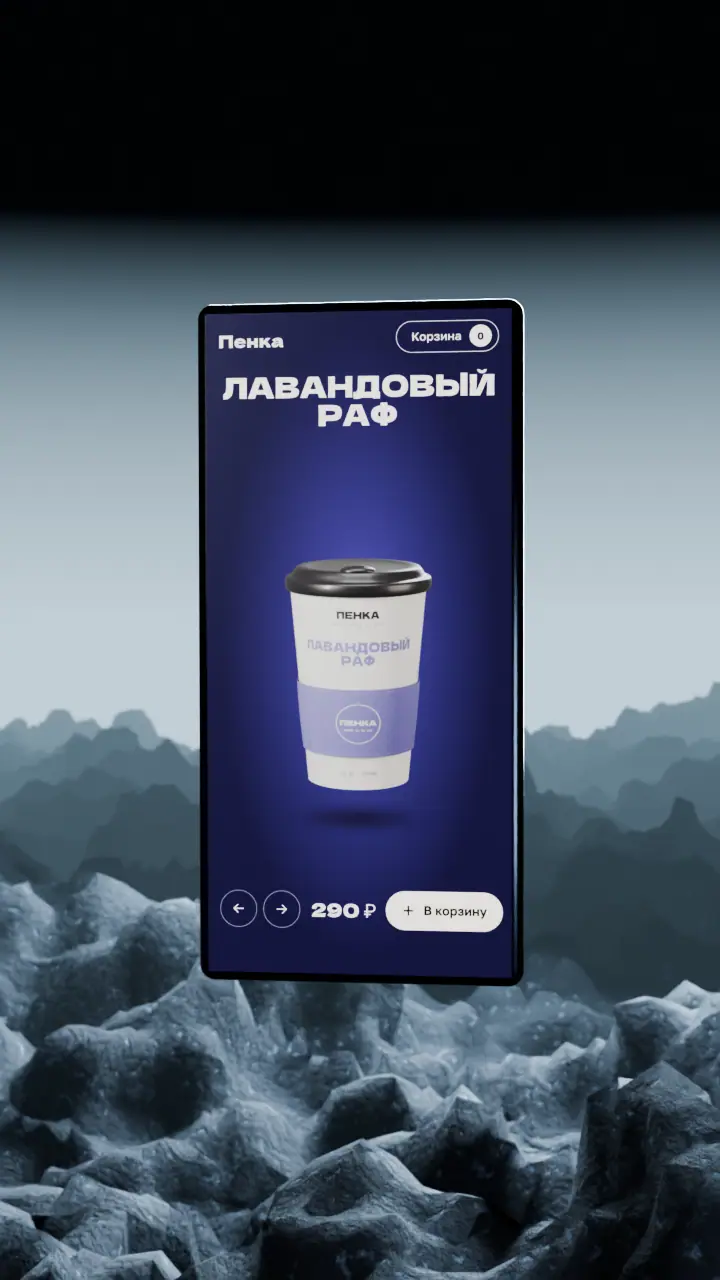 Пенка
Корзина 0
ЛАВАНДОВЫЙ
РАФ
ПЕНКА
ЛАВАНДОВЫЙ
РАФ
ПЕНКА
290 ₽
+ В корзину